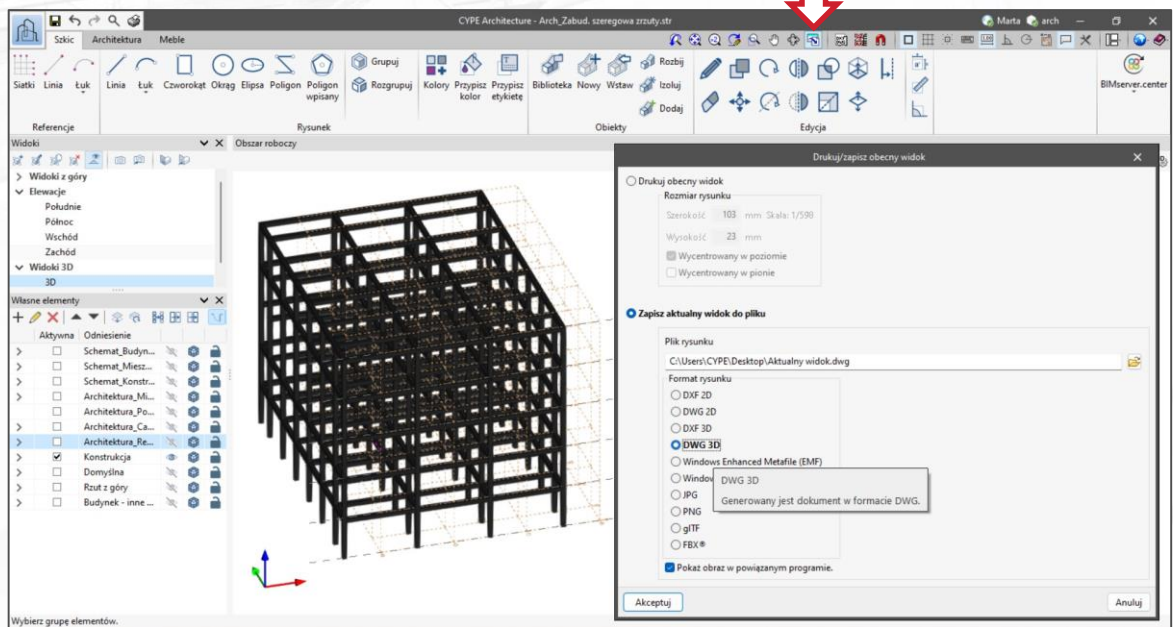 CYPE Architecture - Arch_Zabud. szeregowa zrzuty.str
Marta arch
Szkic Architektura Meble
Siatki Linia Łuk Linia Łuk Czworokąt Okrąg Elipsa Poligon Poligon wpisany
Grupuj
Rozgrupuj
Kolory Przypisz kolor Przypisz etykietę
Biblioteka Nowy Wstaw
Rozbij
Izoluj
Dodaj
BIMserver.center
Referencje Rysunek Obiekty Edycja
Widoki
Obszar roboczy
Widoki z góry
Elewacje
Południe
Północ
Wschód
Zachód
Widoki 3D
3D
Własne elementy
Aktywna Odniesienie
Schemat_Budyn...
Schemat_Miesz...
Schemat_Konstr...
Architektura_Mi...
Architektura_Po...
Architektura_Ca...
Architektura_Re...
Konstrukcja
Domyślna
Rzut z góry
Budynek - inne ...
Wybierz grupę elementów.
Drukuj/zapisz obecny widok
Drukuj obecny widok
Rozmiar rysunku
Szerokość 103 mm Skala: 1/598
Wysokość 23 mm
Wycentrowany w poziomie
Wycentrowany w pionie
Zapisz aktualny widok do pliku
Plik rysunku
C:\Users\CYPE\Desktop\Aktualny widok.dwg
Format rysunku
DXF 2D
DWG 2D
DXF 3D
DWG 3D
Windows Enhanced Metafile (EMF)
DWG 3D
Generowany jest dokument w formacie DWG.
JPG
PNG
glTF
FBX®
Pokaż obraz w powiązanym programie.
Akceptuj Anuluj